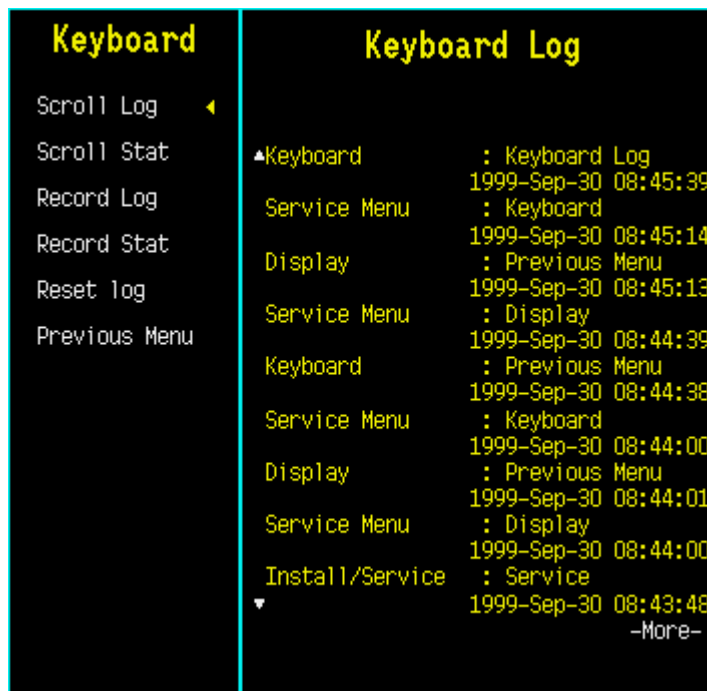 Keyboard
Scroll Log
Scroll Stat
Record Log
Record Stat
Reset log
Previous Menu
Keyboard Log
Keyboard : Keyboard Log
1999-Sep-30 08:45:39
Service Menu : Keyboard
1999-Sep-30 08:45:14
Display : Previous Menu
1999-Sep-30 08:45:13
Service Menu : Display
1999-Sep-30 08:44:39
Keyboard : Previous Menu
1999-Sep-30 08:44:38
Service Menu : Keyboard
1999-Sep-30 08:44:00
Display : Previous Menu
1999-Sep-30 08:44:01
Service Menu : Display
1999-Sep-30 08:44:00
Install/Service : Service
1999-Sep-30 08:43:48
-More-